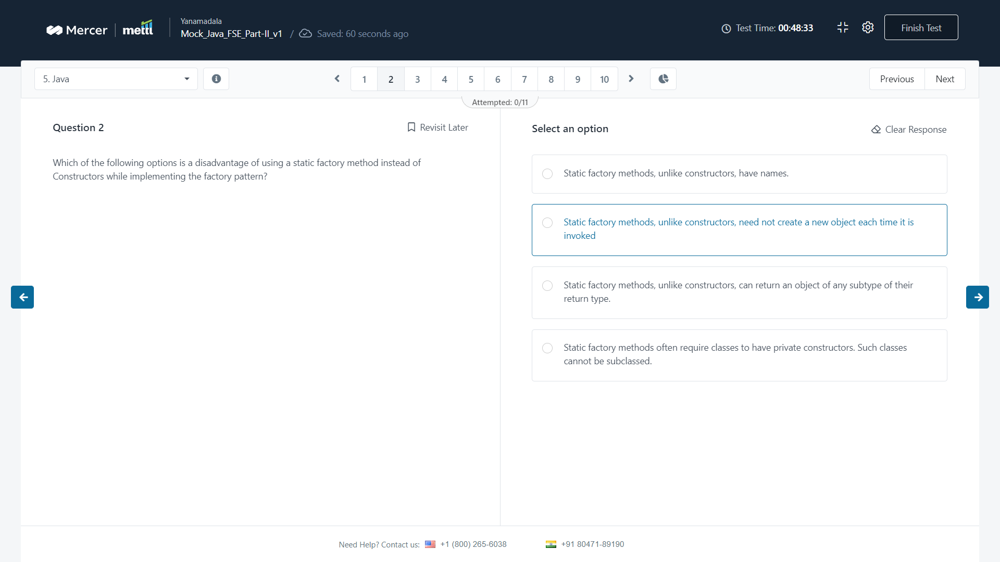 Mercer
mettl
Yanamadala
Mock_Java_FSE_Part-II_v1 / Saved: 60 seconds ago
Test Time: 00:48:33
Finish Test
5. Java
1 2 3 4 5 6 7 8 9 10
Previous
Next
Attempted: 0/11
Question 2
Revisit Later
Which of the following options is a disadvantage of using a static factory method instead of
Constructors while implementing the factory pattern?
Select an option
Clear Response
Static factory methods, unlike constructors, have names.
Static factory methods, unlike constructors, need not create a new object each time it is
invoked
Static factory methods, unlike constructors, can return an object of any subtype of their
return type.
Static factory methods often require classes to have private constructors. Such classes
cannot be subclassed.
Need Help? Contact us: +1 (800) 265-6038 +91 80471-89190